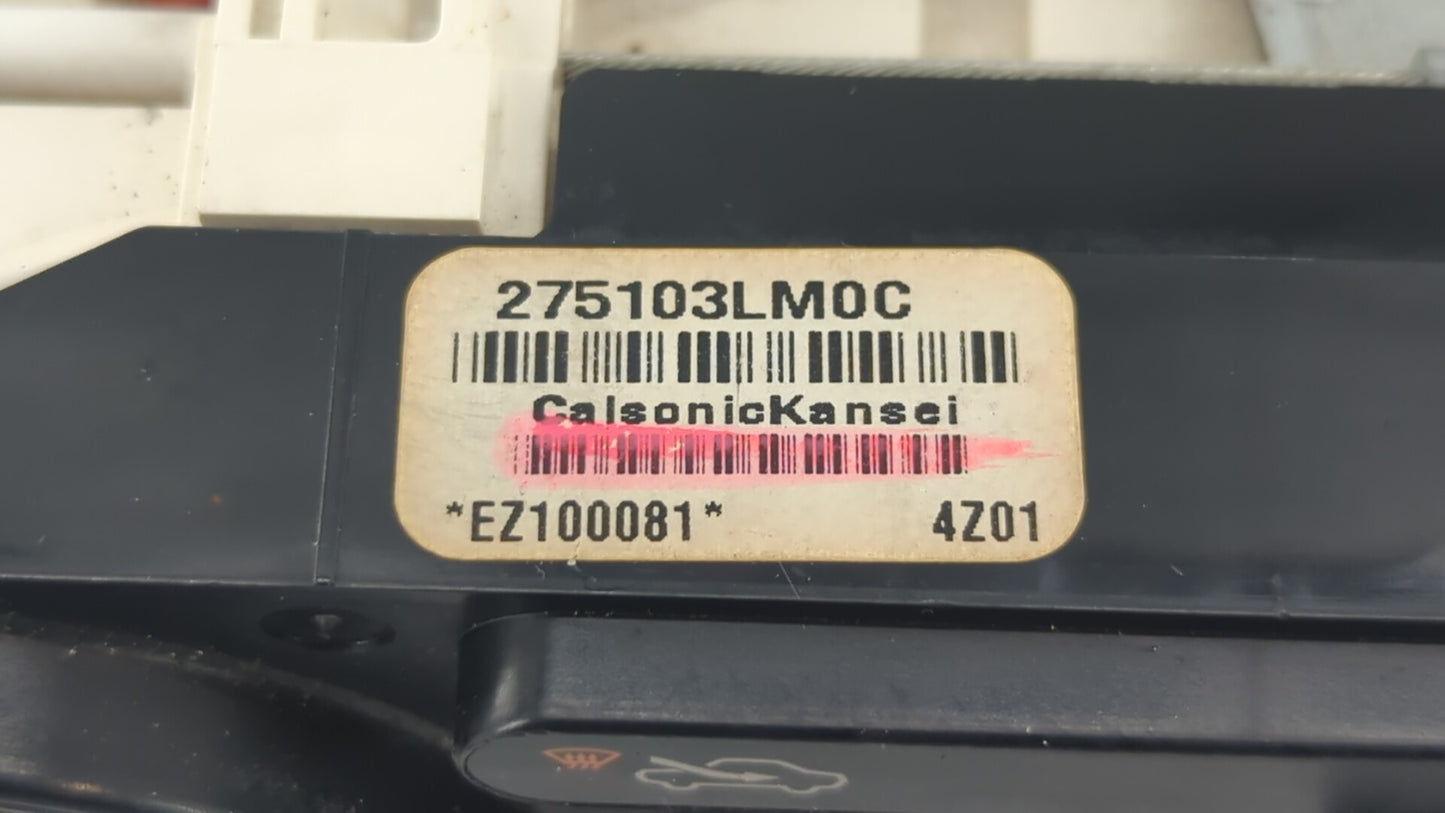 275103LM0C
CalsonicKansei
*EZ100081* 4Z01